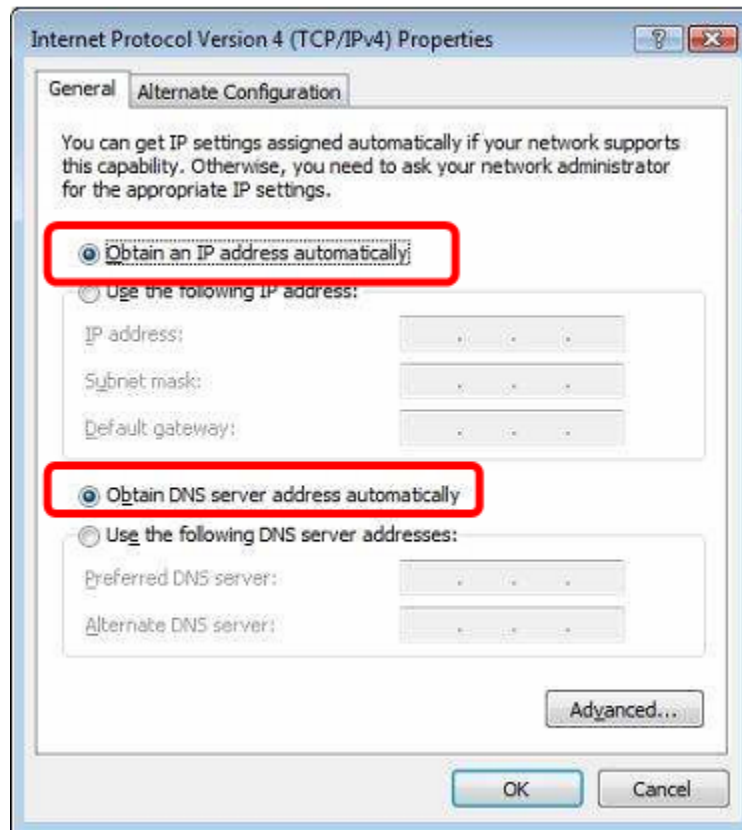 Internet Protocol Version 4 (TCP/IPv4) Properties
General
Alternate Configuration
You can get IP settings assigned automatically if your network supports
this capability. Otherwise, you need to ask your network administrator
for the appropriate IP settings.
Obtain an IP address automatically
Use the following IP address:
IP address:
Subnet mask:
Default gateway:
Obtain DNS server address automatically
Use the following DNS server addresses:
Preferred DNS server:
Alternate DNS server:
Advanced...
OK
Cancel